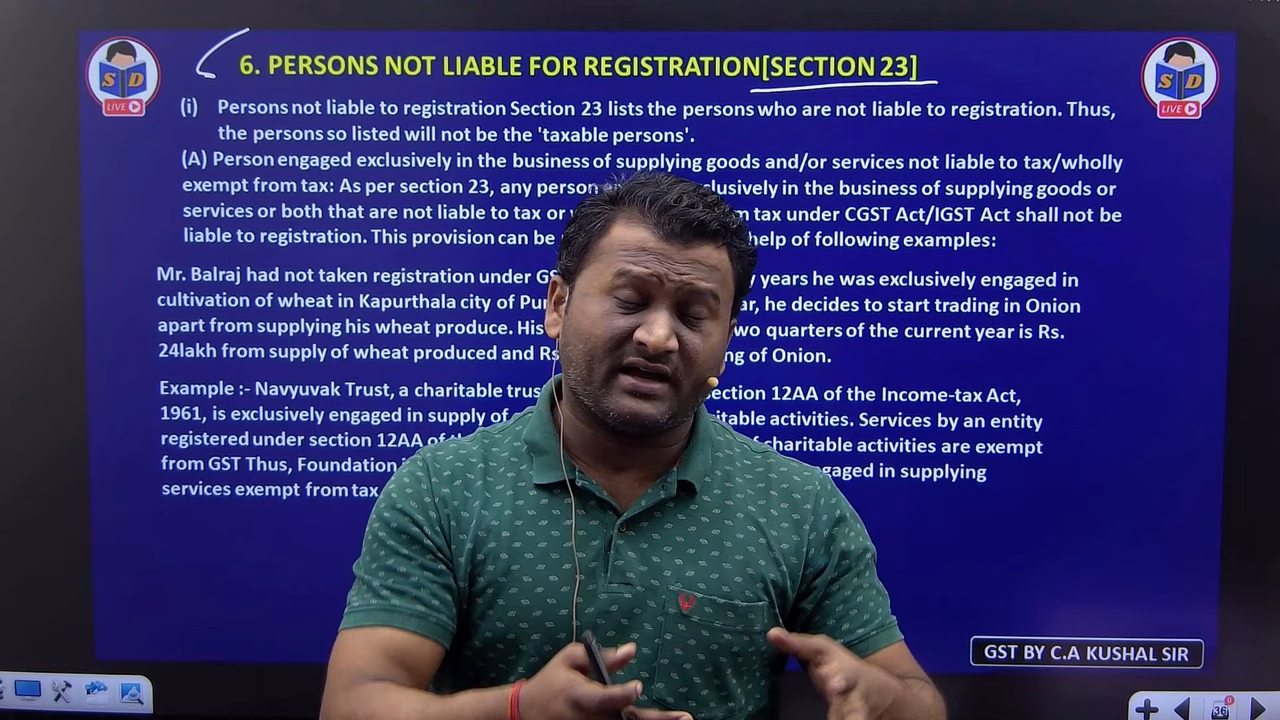 S D
LIVE
6. PERSONS NOT LIABLE FOR REGISTRATION[SECTION 23]
S D
LIVE
(i) Persons not liable to registration Section 23 lists the persons who are not liable to registration. Thus,
the persons so listed will not be the 'taxable persons'.
(A) Person engaged exclusively in the business of supplying goods and/or services not liable to tax/wholly
exempt from tax: As per section 23, any person clusively in the business of supplying goods or
services or both that are not liable to tax or tax under CGST Act/IGST Act shall not be
liable to registration. This provision can be help of following examples:
Mr. Balraj had not taken registration under years he was exclusively engaged in
cultivation of wheat in Kapurthala city of he decides to start trading in Onion
apart from supplying his wheat produce. His two quarters of the current year is Rs.
24lakh from supply of wheat produced and of Onion.
Example :- Navyuvak Trust, a charitable section 12AA of the Income-tax Act,
1961, is exclusively engaged in supply of activities. Services by an entity
registered under section 12AA of charitable activities are exempt
from GST Thus, Foundation engaged in supplying
services exempt from tax
GST BY C.A KUSHAL SIR
36